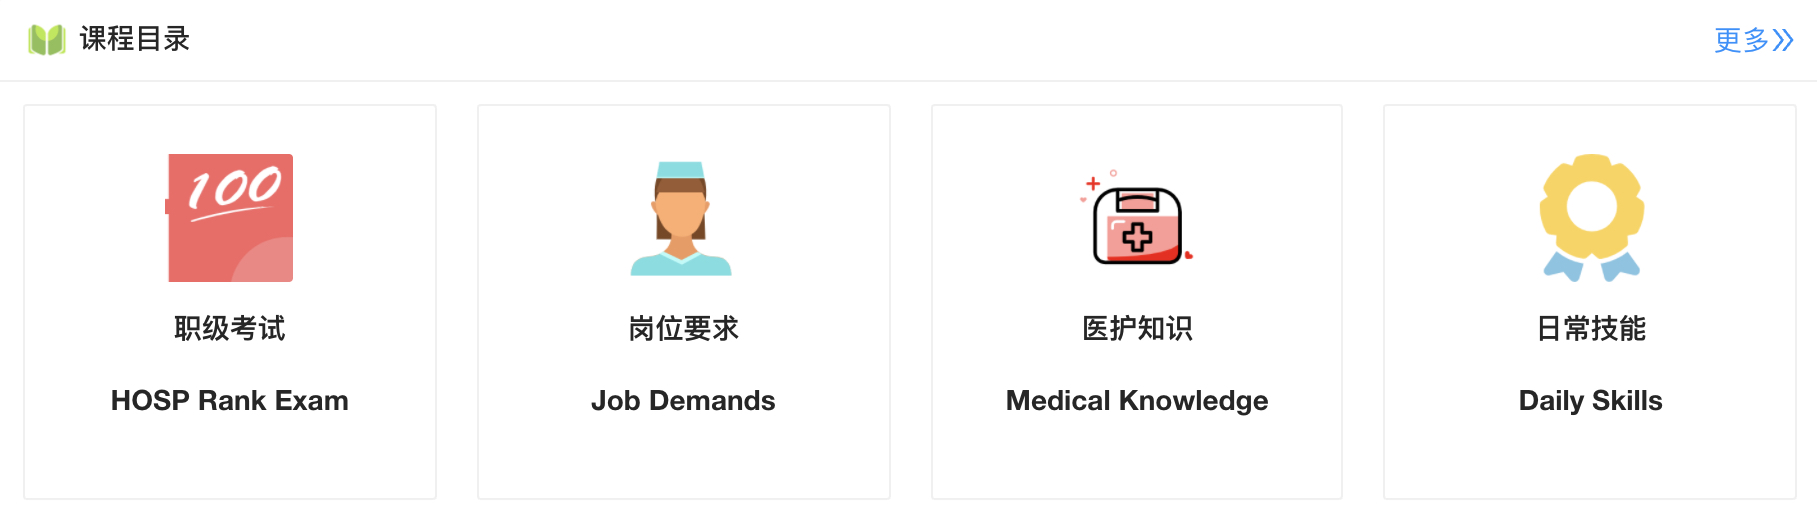 课程目录
更多
100
职级考试
HOSP Rank Exam
岗位要求
Job Demands
医护知识
Medical Knowledge
日常技能
Daily Skills